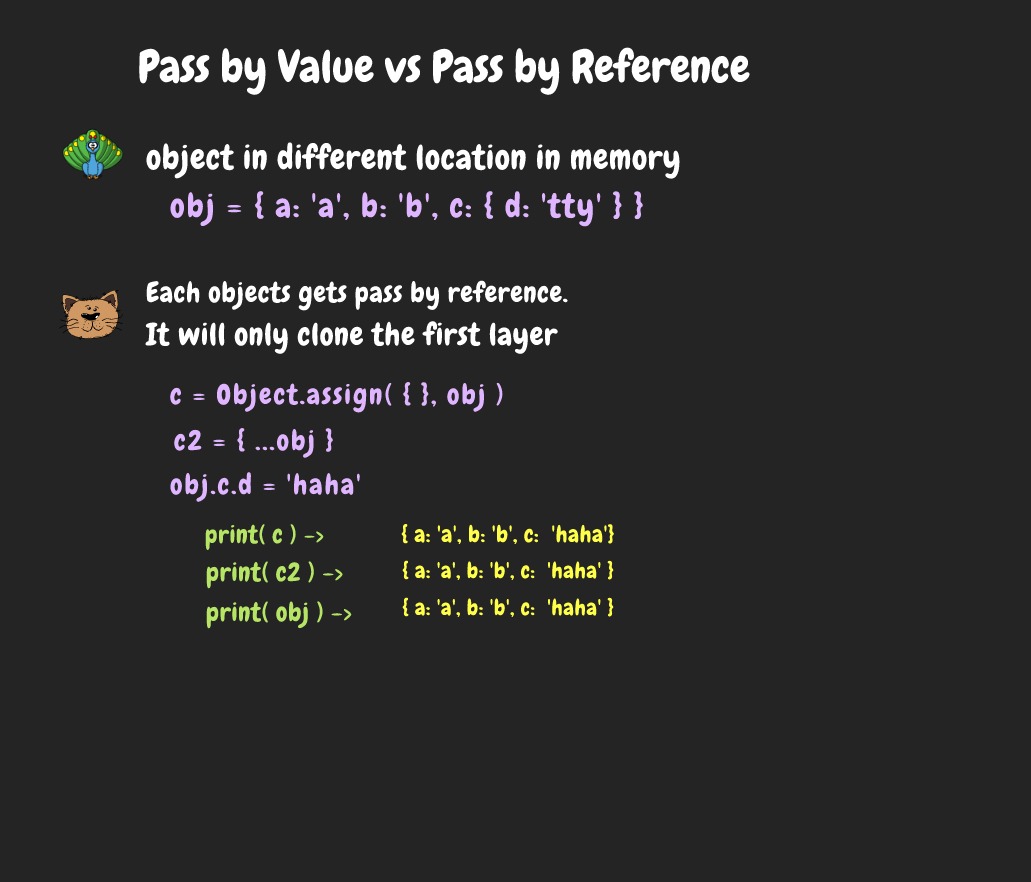 Pass by Value vs Pass by Reference
object in different location in memory
obj = { a: 'a', b: 'b', c: { d: 'tty' } }
Each objects gets pass by reference.
It will only clone the first layer
c = Object.assign( { }, obj )
c2 = { ...obj }
obj.c.d = 'haha'
print( c ) -> { a: 'a', b: 'b', c: 'haha'}
print( c2 ) -> { a: 'a', b: 'b', c: 'haha' }
print( obj ) -> { a: 'a', b: 'b', c: 'haha' }